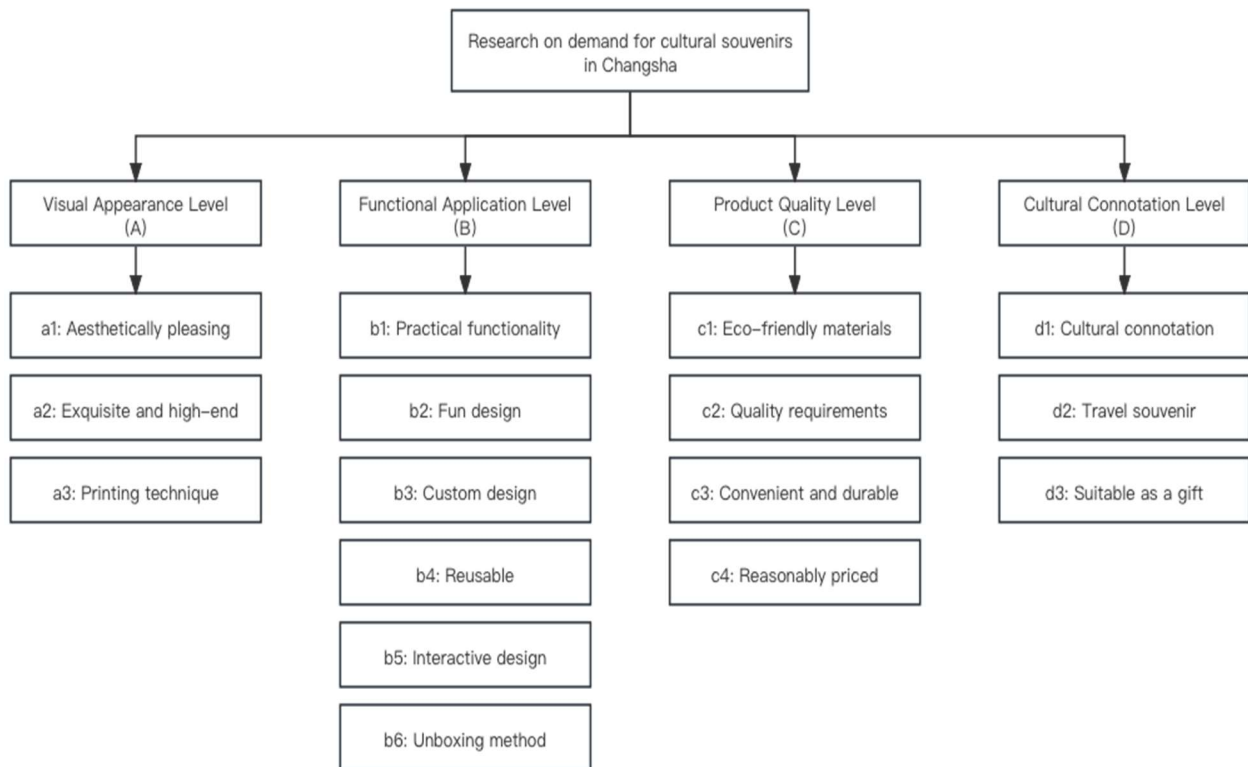 Research on demand for cultural souvenirs
in Changsha
Visual Appearance Level
(A)
Functional Application Level
(B)
Product Quality Level
(C)
Cultural Connotation Level
(D)
a1: Aesthetically pleasing
b1: Practical functionality
c1: Eco-friendly materials
d1: Cultural connotation
a2: Exquisite and high-end
b2: Fun design
c2: Quality requirements
d2: Travel souvenir
a3: Printing technique
b3: Custom design
c3: Convenient and durable
d3: Suitable as a gift
b4: Reusable
c4: Reasonably priced
b5: Interactive design
b6: Unboxing method